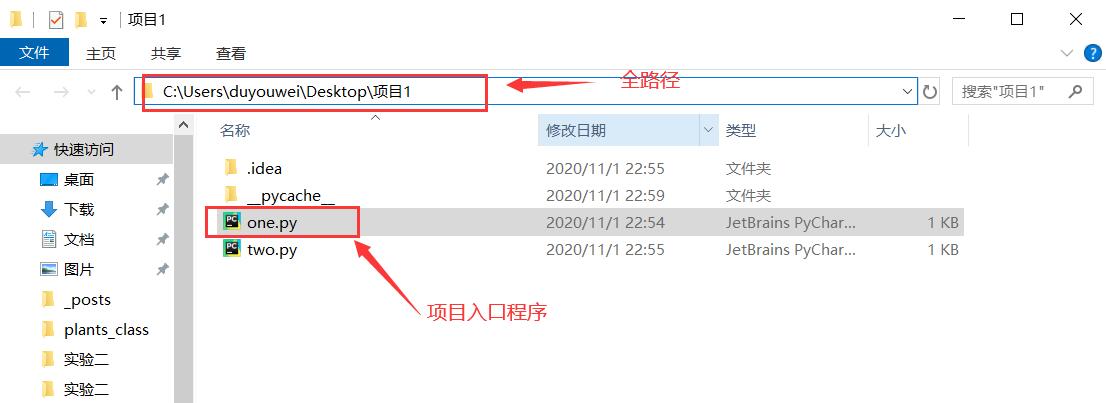 项目1
文件 主页 共享 查看
C:\Users\duyouwei\Desktop\项目1
全路径
搜索"项目1"
名称 修改日期 类型 大小
快速访问
桌面
下载
文档
图片
_posts
plants_class
实验二
实验二
.idea 2020/11/1 22:55 文件夹
__pycache__ 2020/11/1 22:59 文件夹
one.py 2020/11/1 22:54 JetBrains PyChar... 1 KB
two.py 2020/11/1 22:55 JetBrains PyChar... 1 KB
项目入口程序